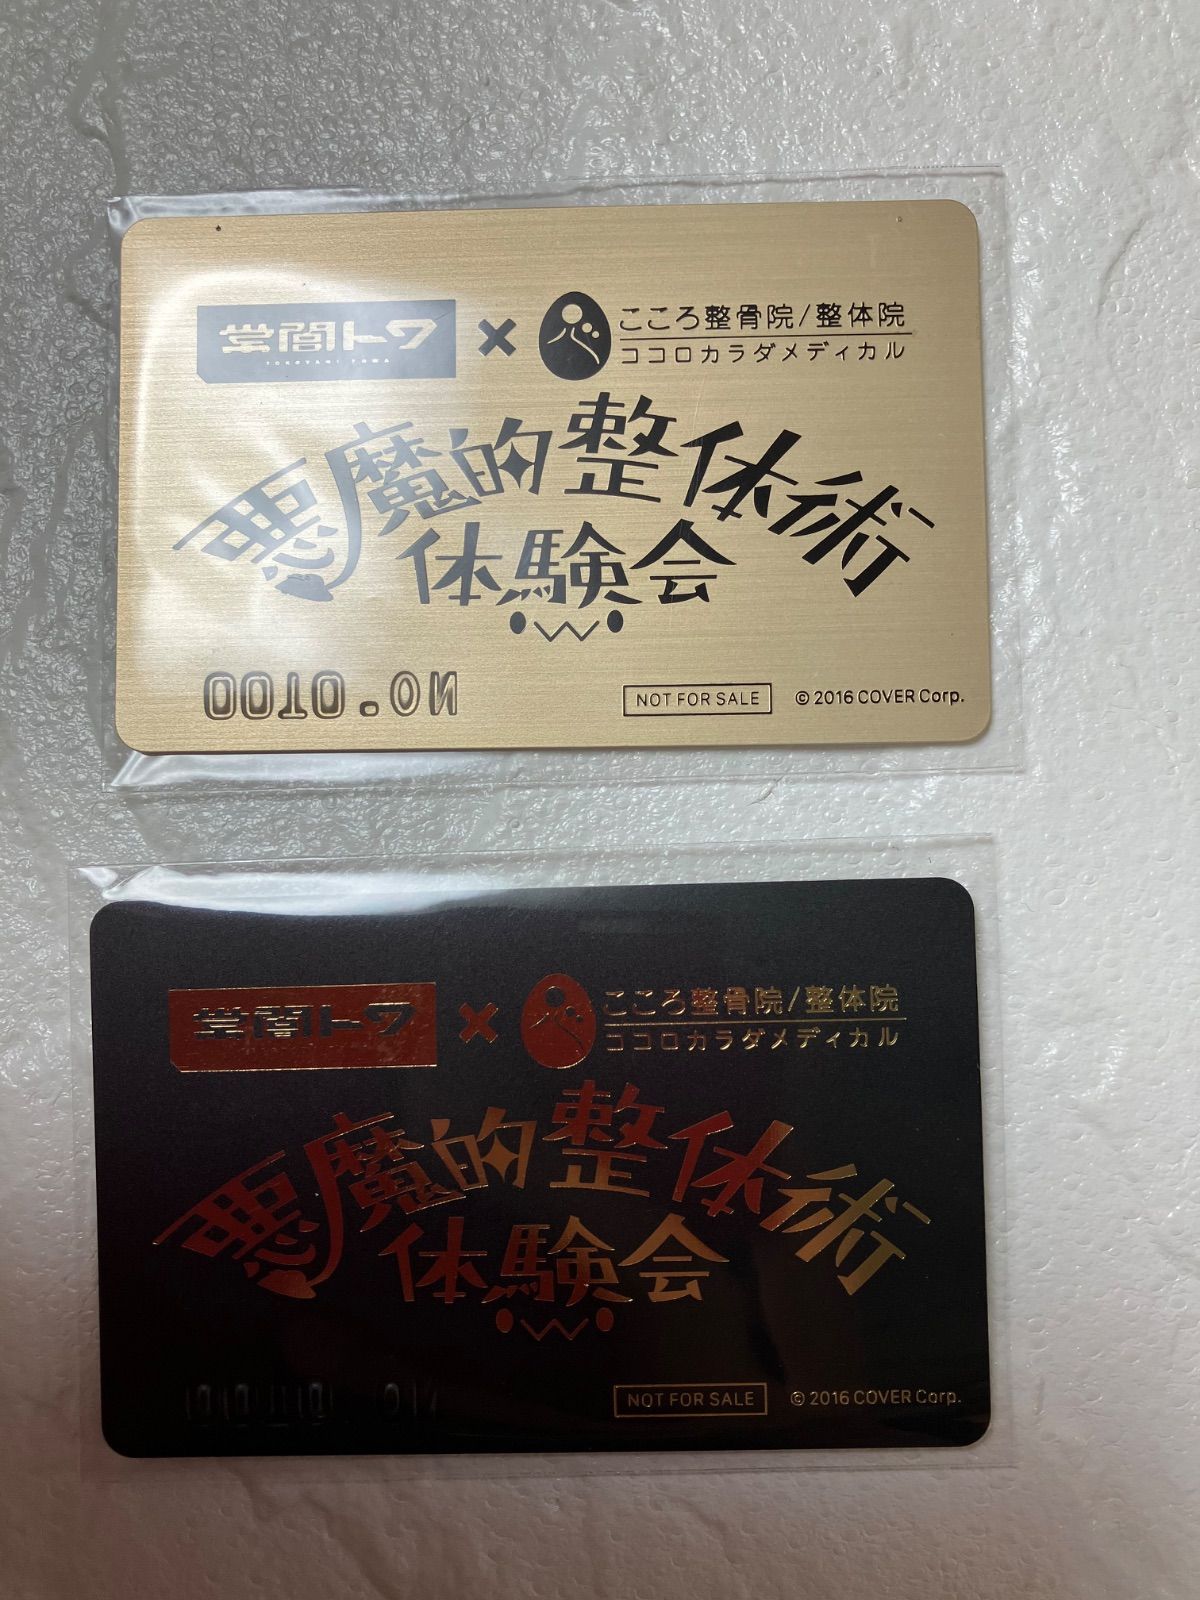 常闇トワ × こころ整骨院/整体院
TOKOYAMI TOWA
ココロカラダメディカル
悪魔的整体術
体験会
No.0100
NOT FOR SALE © 2016 COVER Corp.
常闇トワ × こころ整骨院/整体院
ココロカラダメディカル
悪魔的整体術
体験会
No.0100
NOT FOR SALE © 2016 COVER Corp.